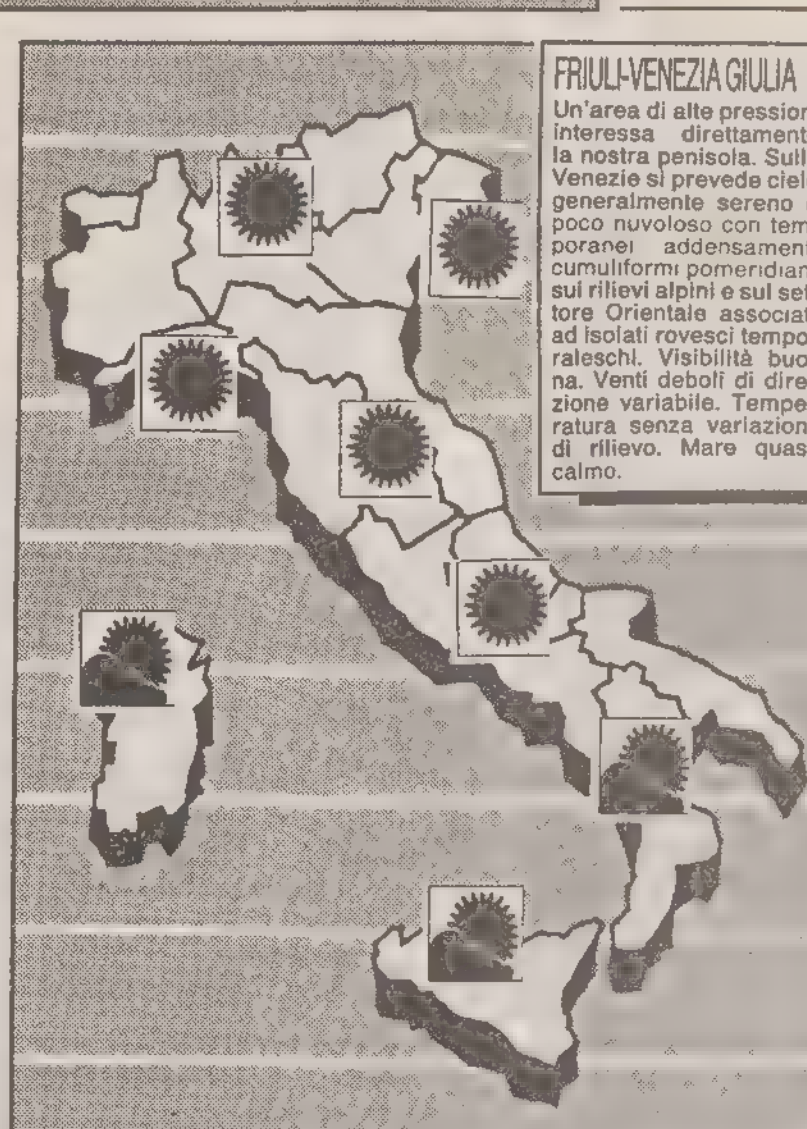 FRIULI-VENEZIA GIULIA
Un'area di alte pression
interessa direttament
la nostra penisola. Sull
Venezie si prevede ciel
generalmente sereno
poco nuvoloso con tem
poranei addensament
cumuliformi pomeridian
sui rilievi alpini e sul set
tore Orientale associat
ad isolati rovesci tempo
raleschi. Visibilità buo
na. Venti deboli di dire
zione variabile. Tempe
ratura senza variazion
di rilievo. Mare quas
calmo.